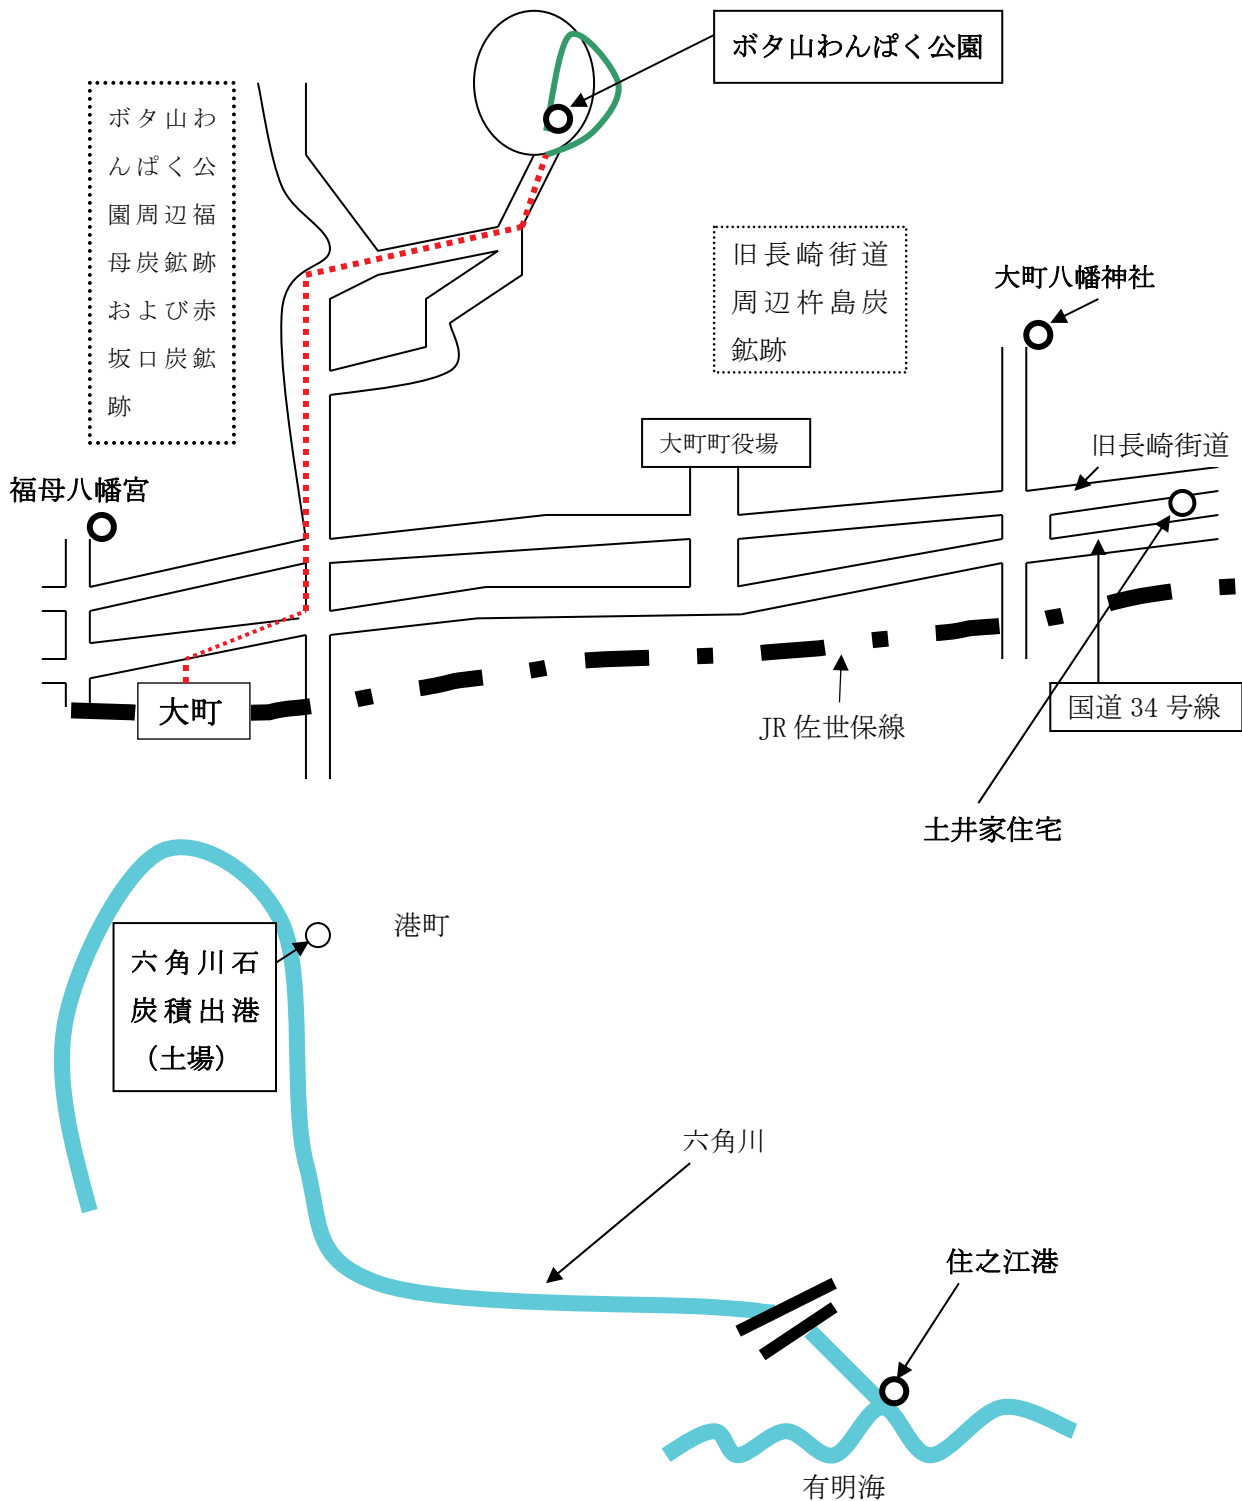 ボタ山わんぱく公園
ボタ山わ
んぱく公
園周辺福
母炭鉱跡
および赤
坂口炭鉱
跡
旧長崎街道
周辺杵島炭
鉱跡
大町八幡神社
大町町役場
旧長崎街道
福母八幡宮
大町
JR佐世保線
国道34号線
土井家住宅
港町
六角川石
炭積出港
（土場）
六角川
住之江港
有明海